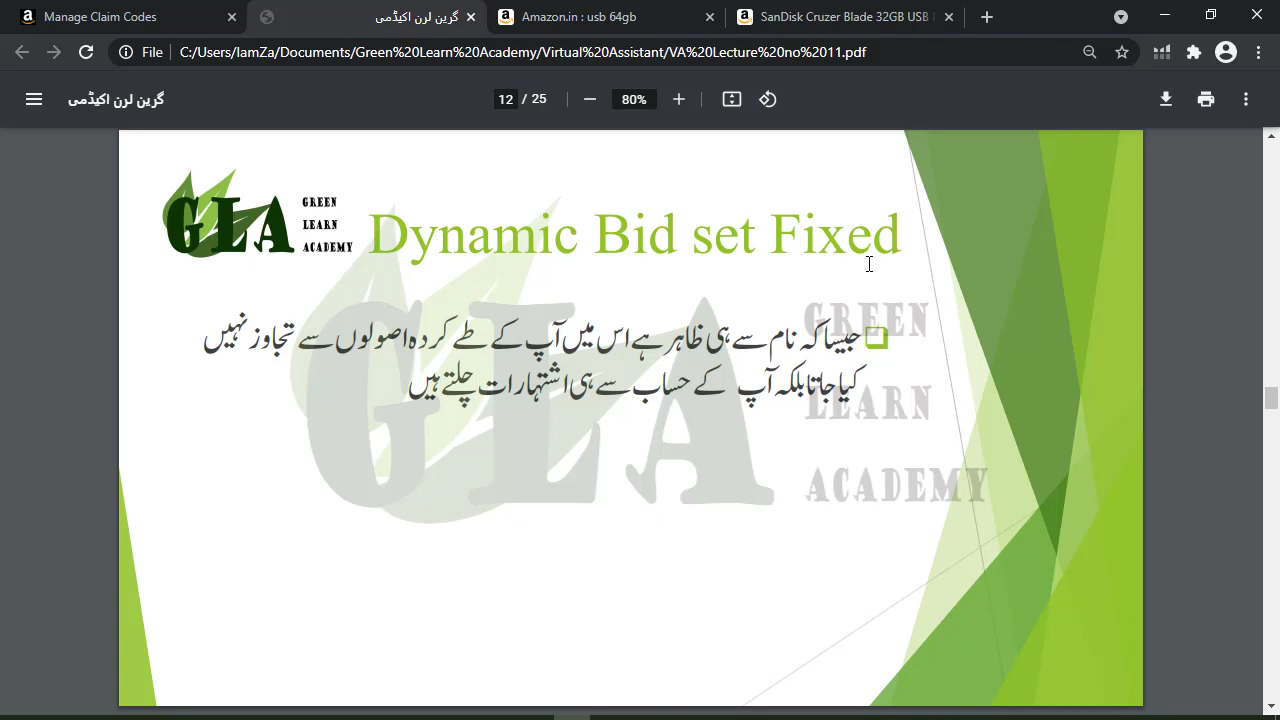 Manage Claim Codes
گرین لرن اکیڈمی
Amazon.in : usb 64gb
SanDisk Cruzer Blade 32GB USB
File
C:/Users/IamZa/Documents/Green%20Learn%20Academy/Virtual%20Assistant/VA%20Lecture%20no%2011.pdf
گرین لرن اکیڈمی
12 / 25
80%
GLA
GREEN
LEARN
ACADEMY
Dynamic Bid set Fixed
جیسا کہ نام سے ہی ظاہر ہے اس میں آپ کے طے کردہ اصولوں سے تجاوز نہیں
کیا جاتا بلکہ آپ کے حساب سے ہی اشتہارات چلتے ہیں
GLA
GREEN
LEARN
ACADEMY